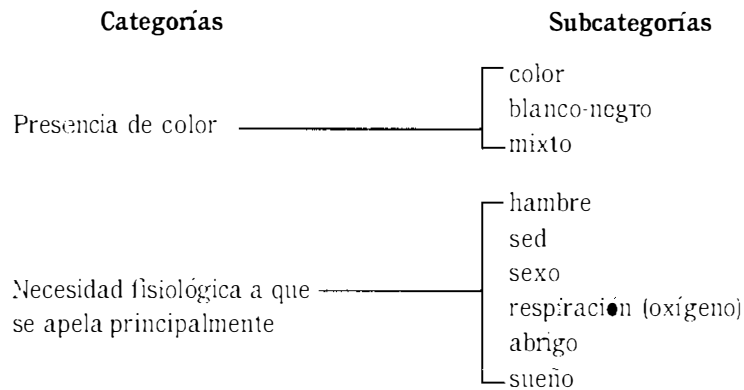 Categorías Subcategorías
color
blanco-negro
Presencia de color
mixto
hambre
sed
sexo
Necesidad fisiológica a que
respiración (oxígeno)
se apela principalmente
abrigo
sueño